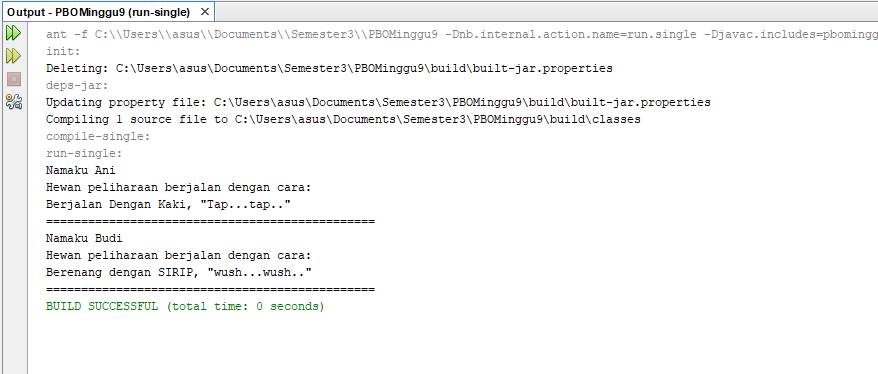 Output - PBOMinggu9 (run-single)
ant -f C:\\Users\\asus\\Documents\\Semester3\\PBOMinggu9 -Dnb.internal.action.name=run.single -Djavac.includes=pbomingg
init:
Deleting: C:\Users\asus\Documents\Semester3\PBOMinggu9\build\built-jar.properties
deps-jar:
Updating property file: C:\Users\asus\Documents\Semester3\PBOMinggu9\build\built-jar.properties
Compiling 1 source file to C:\Users\asus\Documents\Semester3\PBOMinggu9\build\classes
compile-single:
run-single:
Namaku Ani
Hewan peliharaan berjalan dengan cara:
Berjalan Dengan Kaki, "Tap...tap.."
===============================================
Namaku Budi
Hewan peliharaan berjalan dengan cara:
Berenang dengan SIRIP, "wush...wush.."
===============================================
BUILD SUCCESSFUL (total time: 0 seconds)